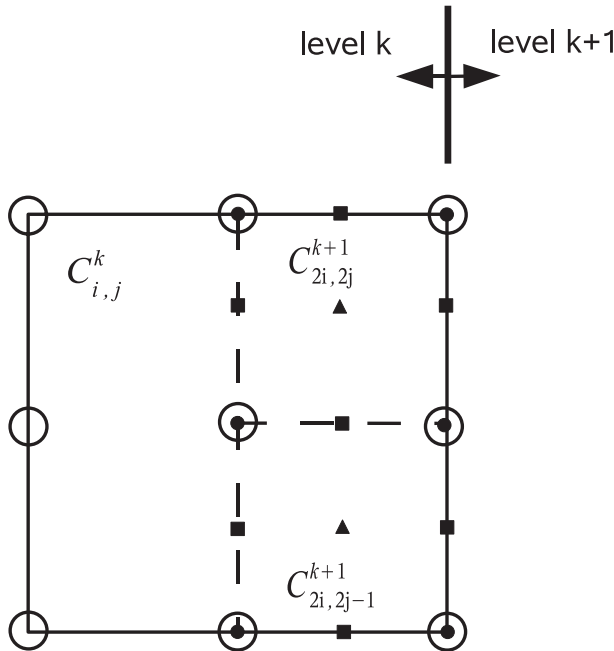 level k
level k+1
C^k_{i,j}
C^{k+1}_{2i,2j}
C^{k+1}_{2i,2j−1}